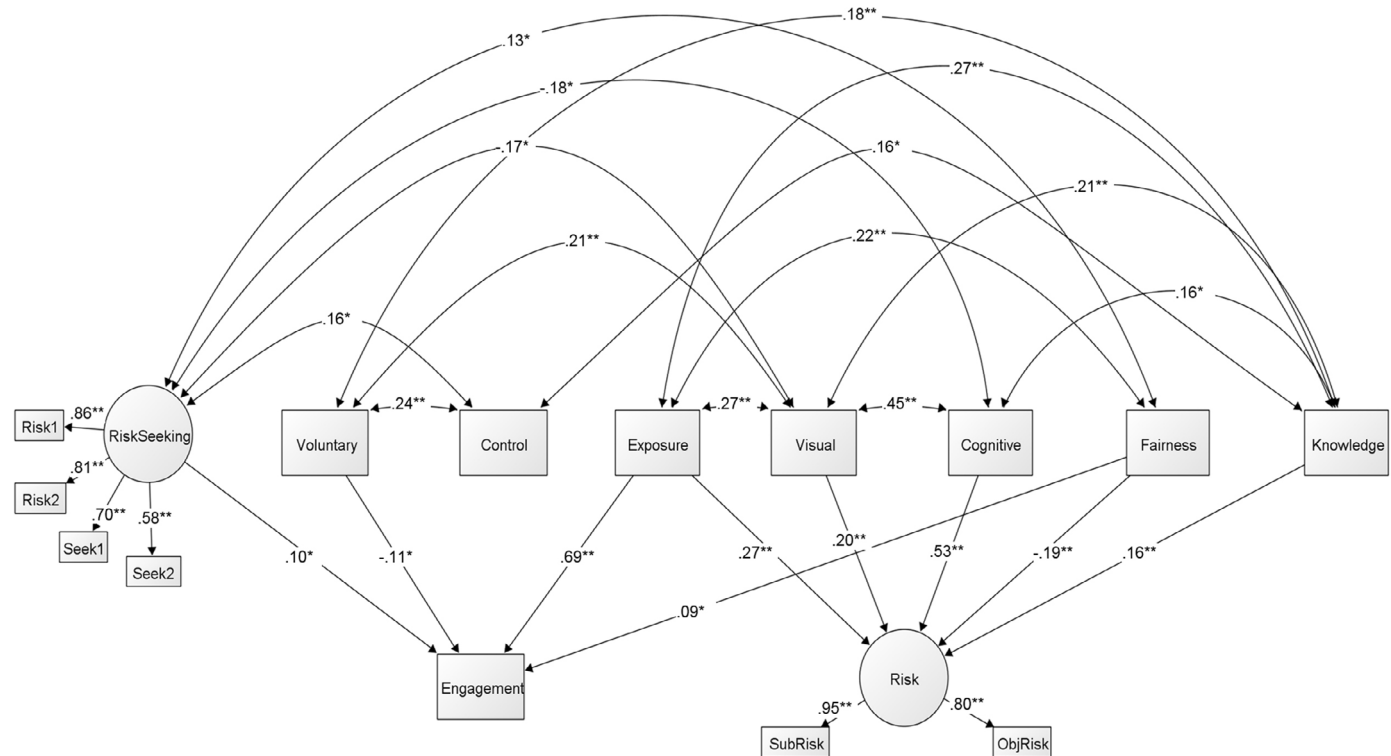 .18**
.13*
.27**
-.18*
-.17*
.16*
.21**
.21**
.22**
.16*
.16*
.86**
.24**
.27**
.45**
Risk1
RiskSeeking
Voluntary
Control
Exposure
Visual
Cognitive
Fairness
Knowledge
.81**
Risk2
.70**
.58**
Seek1
Seek2
.10*
-.11*
.69**
.27**
.20**
.53**
-.19**
.16**
.09*
Engagement
Risk
.95**
.80**
SubRisk
ObjRisk